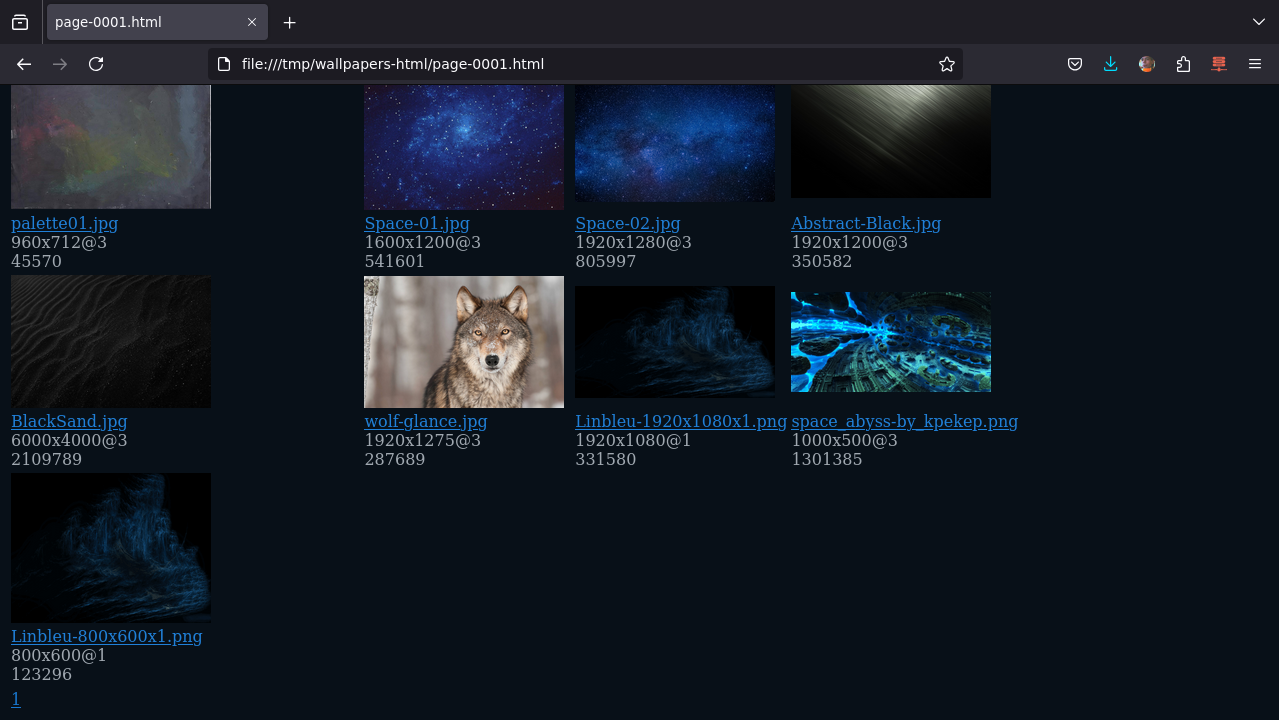 page-0001.html
file:///tmp/wallpapers-html/page-0001.html
palette01.jpg
960x712@3
45570
Space-01.jpg
1600x1200@3
541601
Space-02.jpg
1920x1280@3
805997
Abstract-Black.jpg
1920x1200@3
350582
BlackSand.jpg
6000x4000@3
2109789
wolf-glance.jpg
1920x1275@3
287689
Linbleu-1920x1080x1.png
1920x1080@1
331580
space_abyss-by_kpekep.png
1000x500@3
1301385
Linbleu-800x600x1.png
800x600@1
123296
1